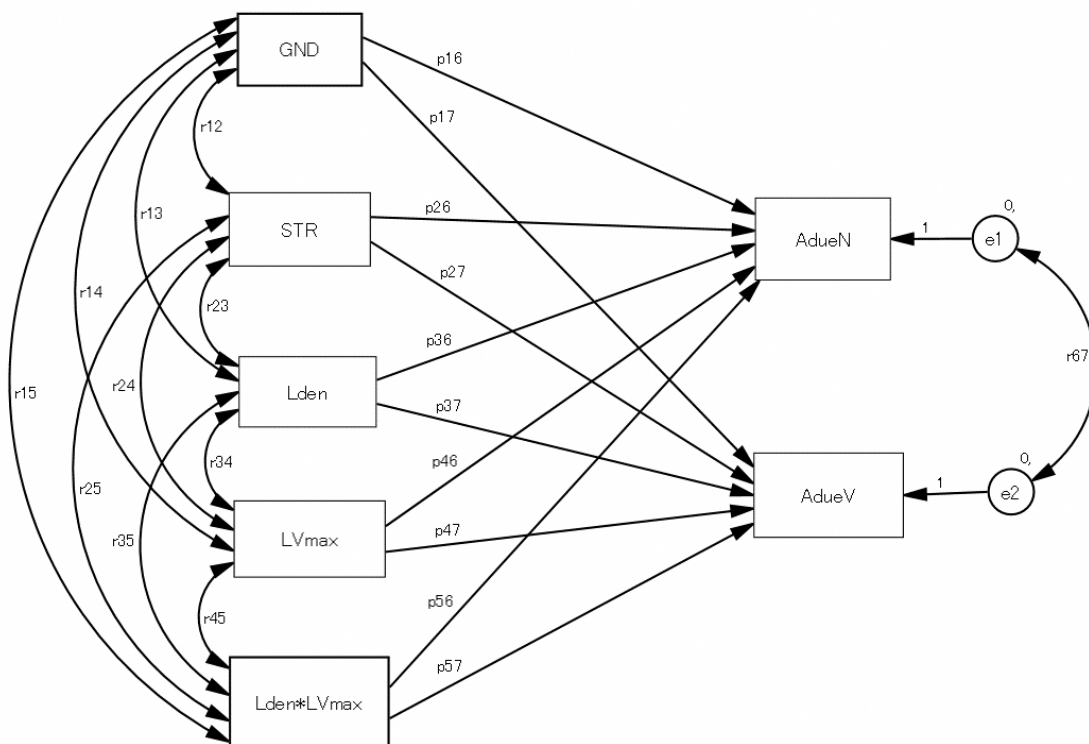 GND
p16
p17
r12
STR
p26
0,
AdueN
1
e1
r13
p27
r14
r23
p36
r24
Lden
r15
p37
r67
r34
p46
0,
r25
AdueV
1
e2
r35
LVmax
p47
r45
p56
p57
Lden*LVmax